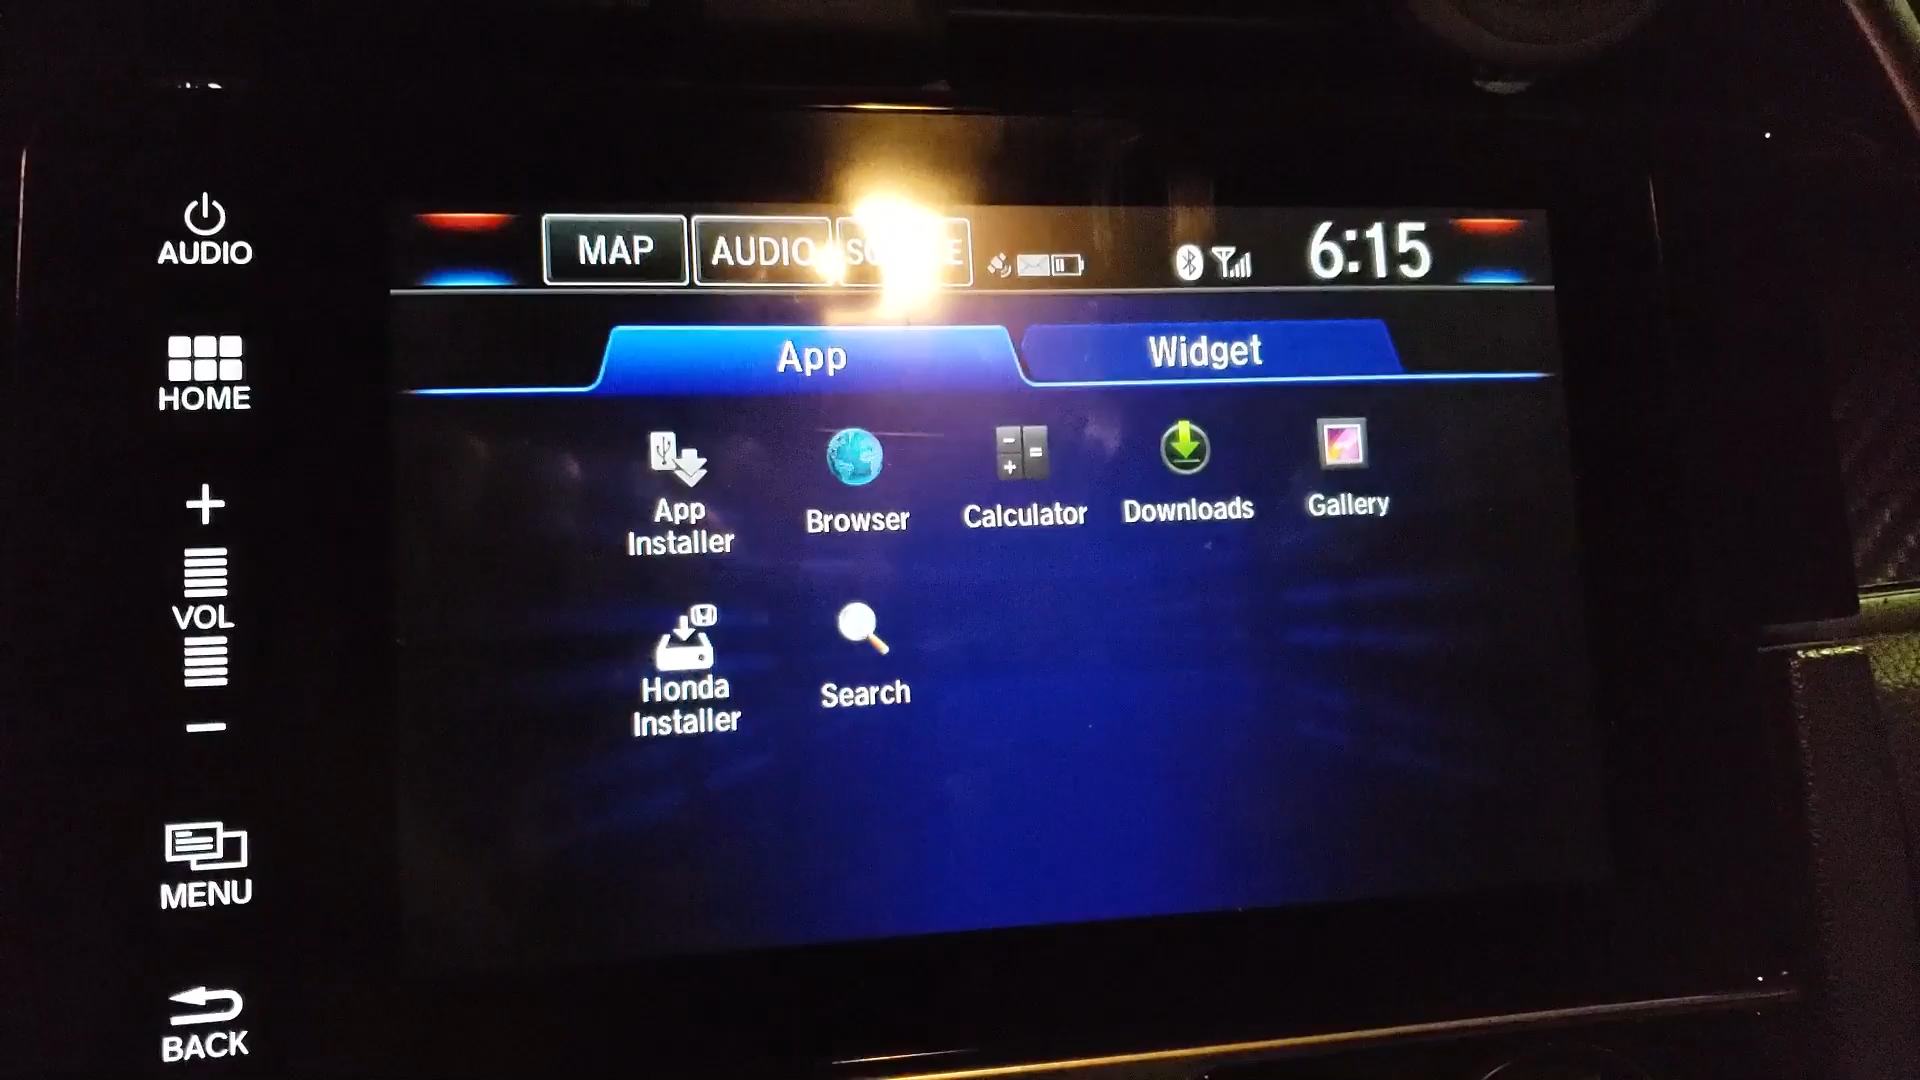 AUDIO
HOME
VOL
MENU
BACK
MAP
AUDIO
6:15
App
Widget
App
Installer
Browser
Calculator
Downloads
Gallery
Honda
Installer
Search